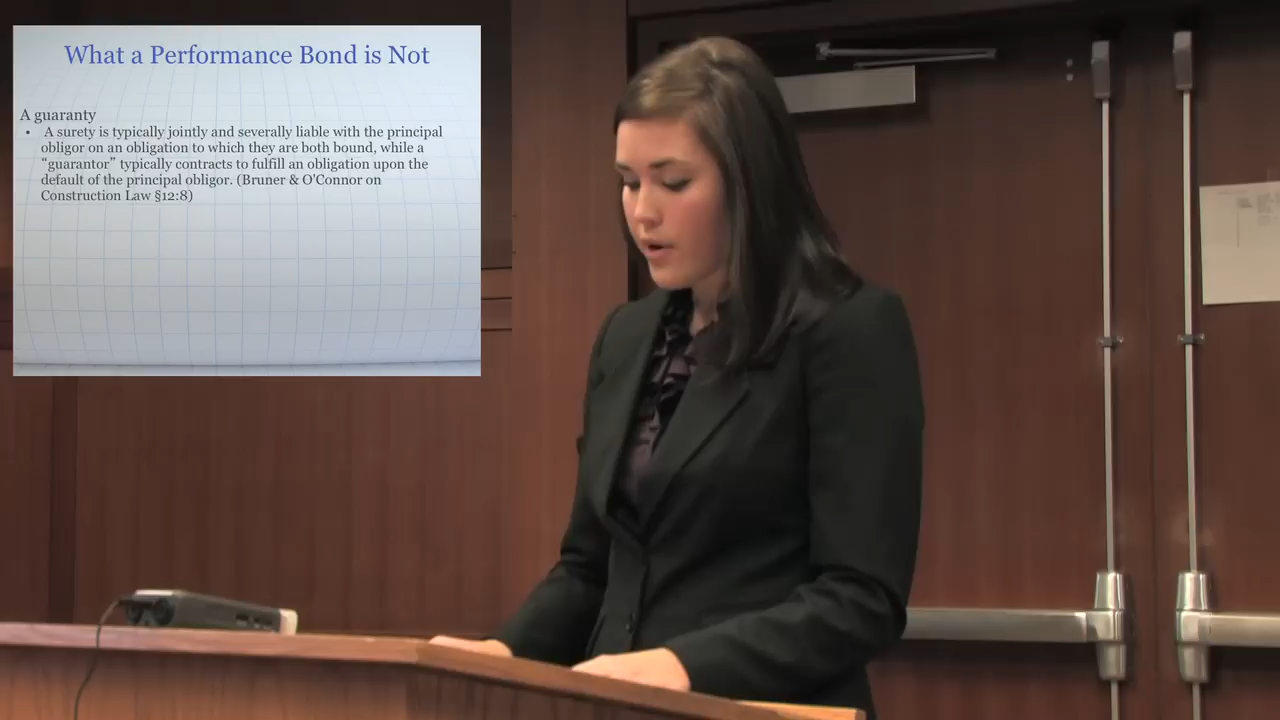 What a Performance Bond is Not
A guaranty
• A surety is typically jointly and severally liable with the principal
obligor on an obligation to which they are both bound, while a
“guarantor” typically contracts to fulfill an obligation upon the
default of the principal obligor. (Bruner & O'Connor on
Construction Law §12:8)